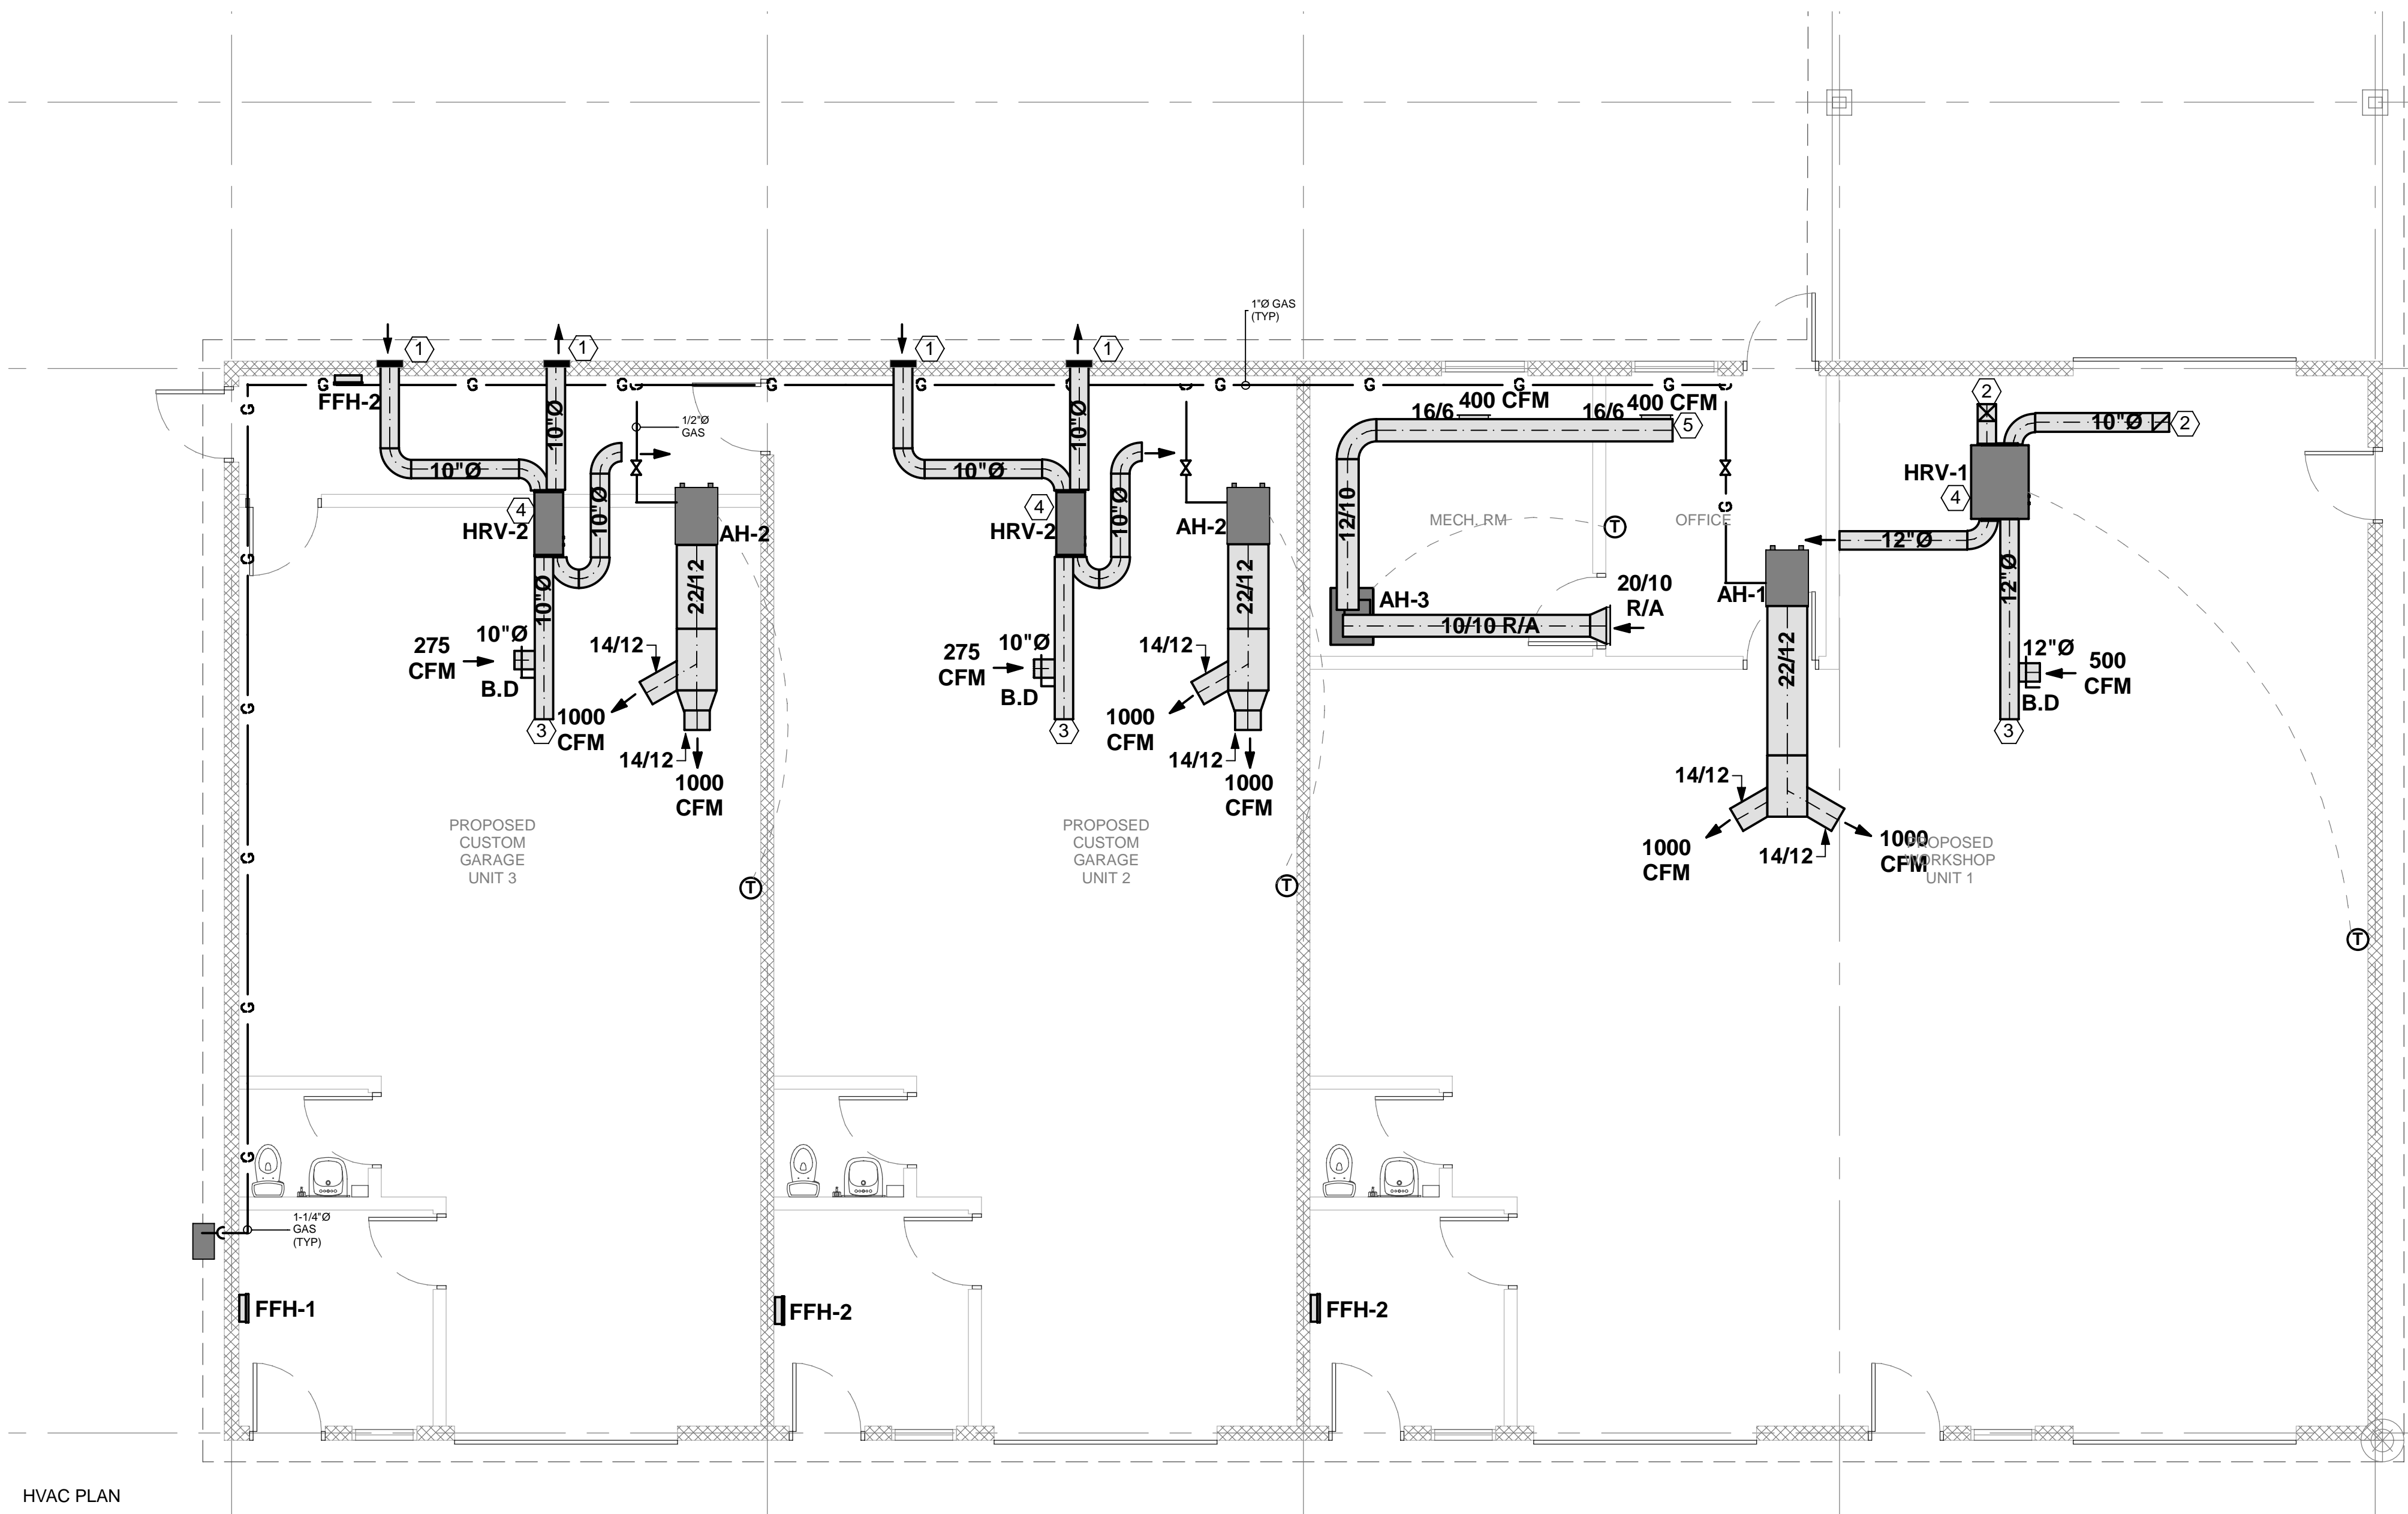 1"Ø GAS
(TYP)
1
1
1
1
G
G
G
G
G
G
G
G
G
G
FFH-2
10"Ø
1/2"Ø
GAS
10"Ø
16/6
400 CFM
16/6
400 CFM
5
2
10"Ø
2
G
10"Ø
10"Ø
4
HRV-2
10"Ø
AH-2
4
HRV-2
10"Ø
AH-2
12/10
MECH. RM
T
OFFICE
G
HRV-1
4
12"Ø
G
10"Ø
22/12
22/12
AH-3
10/10 R/A
20/10
R/A
AH-1
12"Ø
275
CFM
10"Ø
B.D
14/12
275
CFM
10"Ø
B.D
14/12
22/12
12"Ø
B.D
500
CFM
G
3
1000
CFM
14/12
1000
CFM
3
1000
CFM
14/12
1000
CFM
3
14/12
1000
CFM
14/12
1000
CFM
PROPOSED
CUSTOM
GARAGE
UNIT 3
PROPOSED
CUSTOM
GARAGE
UNIT 2
PROPOSED
WORKSHOP
UNIT 1
G
T
T
T
G
G
1-1/4"Ø
GAS
(TYP)
FFH-1
FFH-2
FFH-2
HVAC PLAN